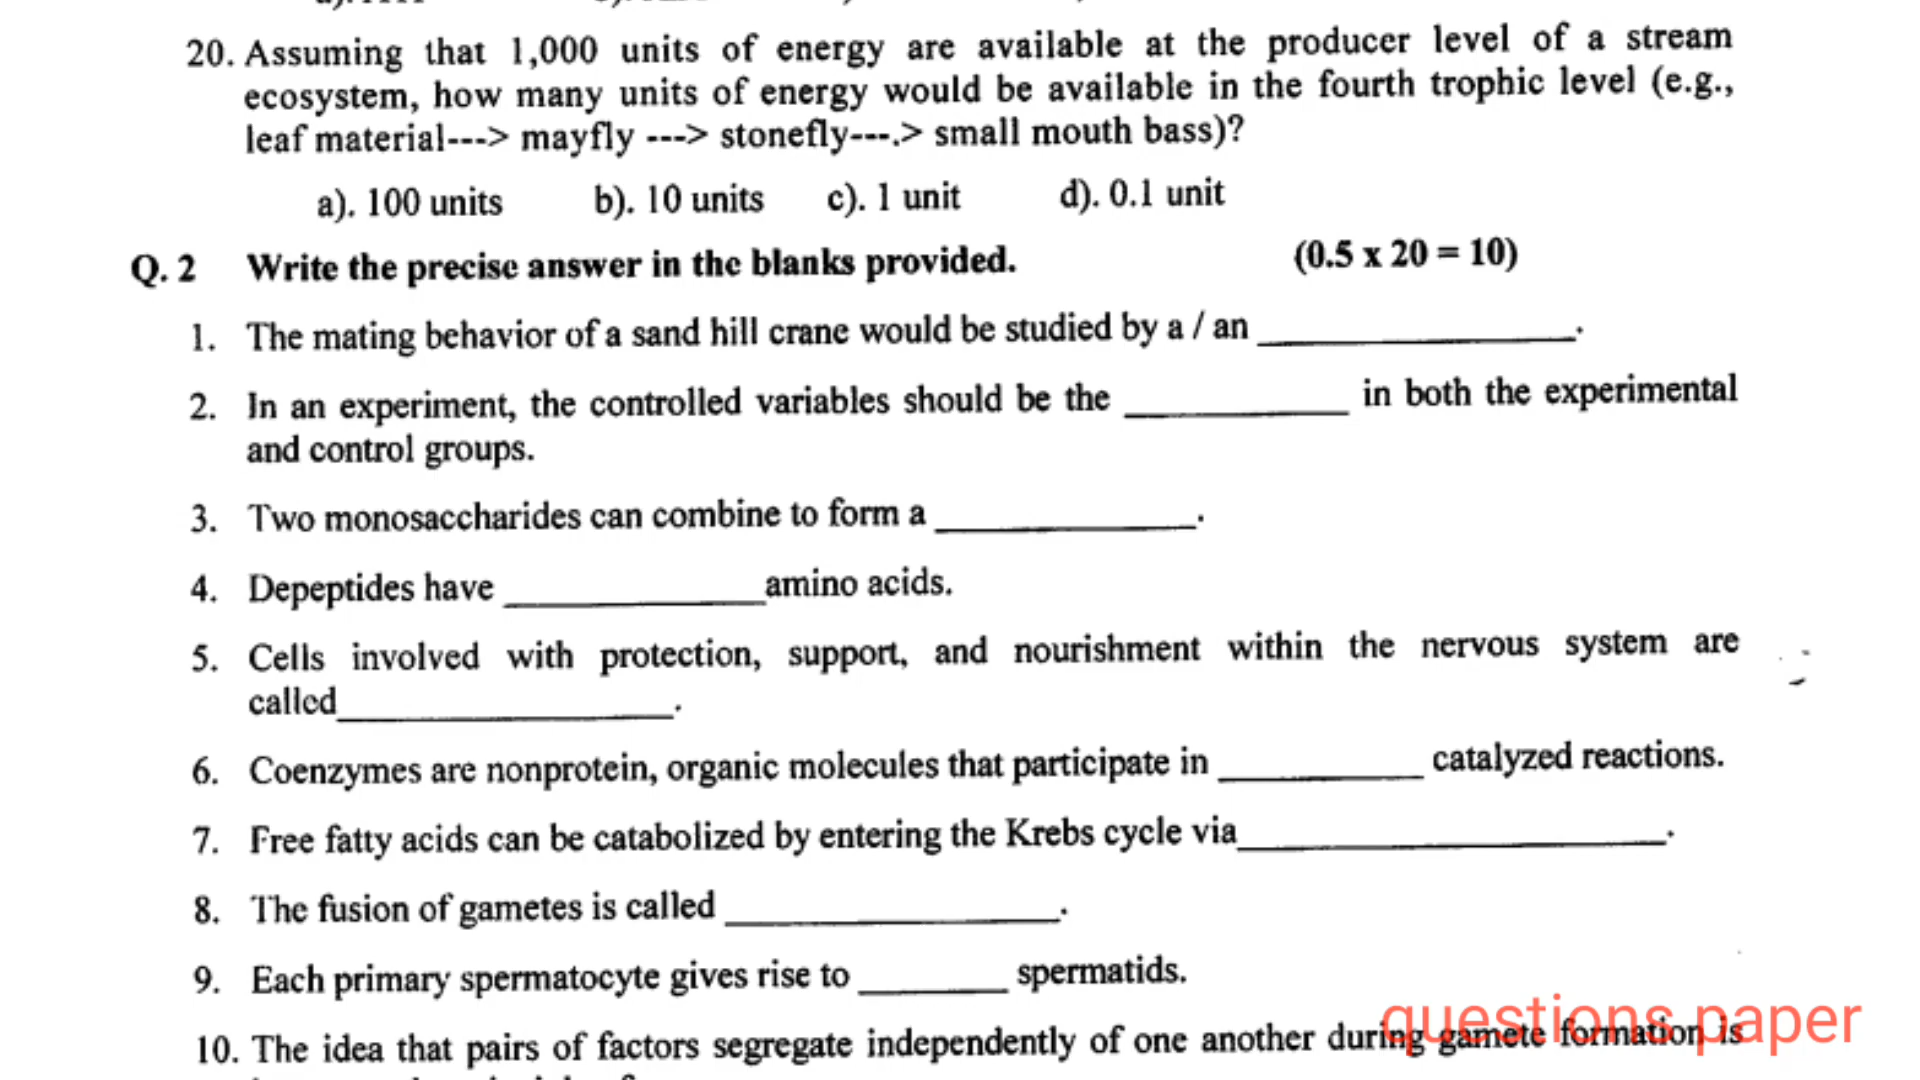 20. Assuming that 1,000 units of energy are available at the producer level of a stream
ecosystem, how many units of energy would be available in the fourth trophic level (e.g.,
leaf material---> mayfly ---> stonefly---.> small mouth bass)?
a). 100 units b). 10 units c). 1 unit d). 0.1 unit
Q. 2 Write the precise answer in the blanks provided. (0.5 x 20 = 10)
1. The mating behavior of a sand hill crane would be studied by a / an ____________.
2. In an experiment, the controlled variables should be the ____________ in both the experimental
and control groups.
3. Two monosaccharides can combine to form a ____________.
4. Depeptides have ____________amino acids.
5. Cells involved with protection, support, and nourishment within the nervous system are
called____________.
6. Coenzymes are nonprotein, organic molecules that participate in ____________ catalyzed reactions.
7. Free fatty acids can be catabolized by entering the Krebs cycle via____________.
8. The fusion of gametes is called ____________.
9. Each primary spermatocyte gives rise to ________ spermatids.
questions paper
10. The idea that pairs of factors segregate independently of one another during gamete formation is